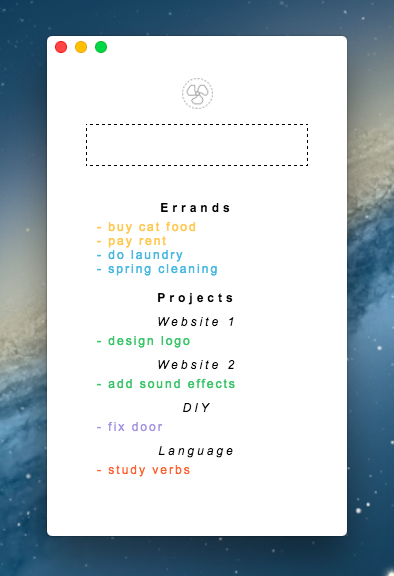 Errands
- buy cat food
- pay rent
- do laundry
- spring cleaning
Projects
Website 1
- design logo
Website 2
- add sound effects
DIY
- fix door
Language
- study verbs